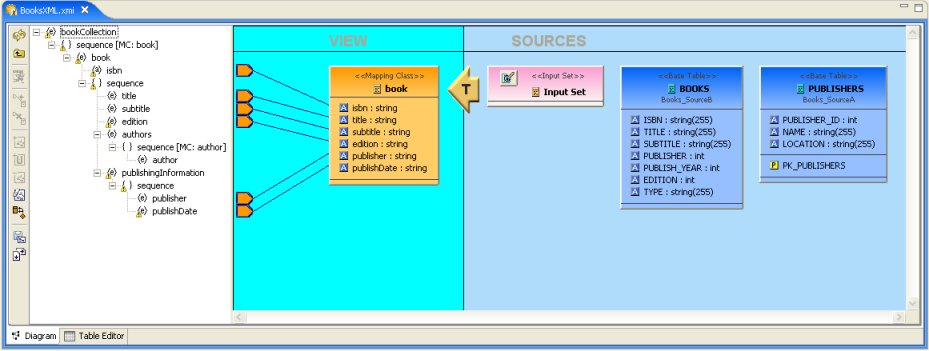 BooksXML.xmi
bookCollection
sequence [MC: book]
book
isbn
sequence
title
subtitle
edition
authors
sequence [MC: author]
author
publishingInformation
sequence
publisher
publishDate
VIEW
SOURCES
<<Mapping Class>>
book
isbn : string
title : string
subtitle : string
edition : string
publisher : string
publishDate : string
T
<<Input Set>>
Input Set
<<Base Table>>
BOOKS
Books_SourceB
ISBN : string(255)
TITLE : string(255)
SUBTITLE : string(255)
PUBLISHER : int
PUBLISH_YEAR : int
EDITION : int
TYPE : string(255)
<<Base Table>>
PUBLISHERS
Books_SourceA
PUBLISHER_ID : int
NAME : string(255)
LOCATION : string(255)
PK_PUBLISHERS
Diagram
Table Editor